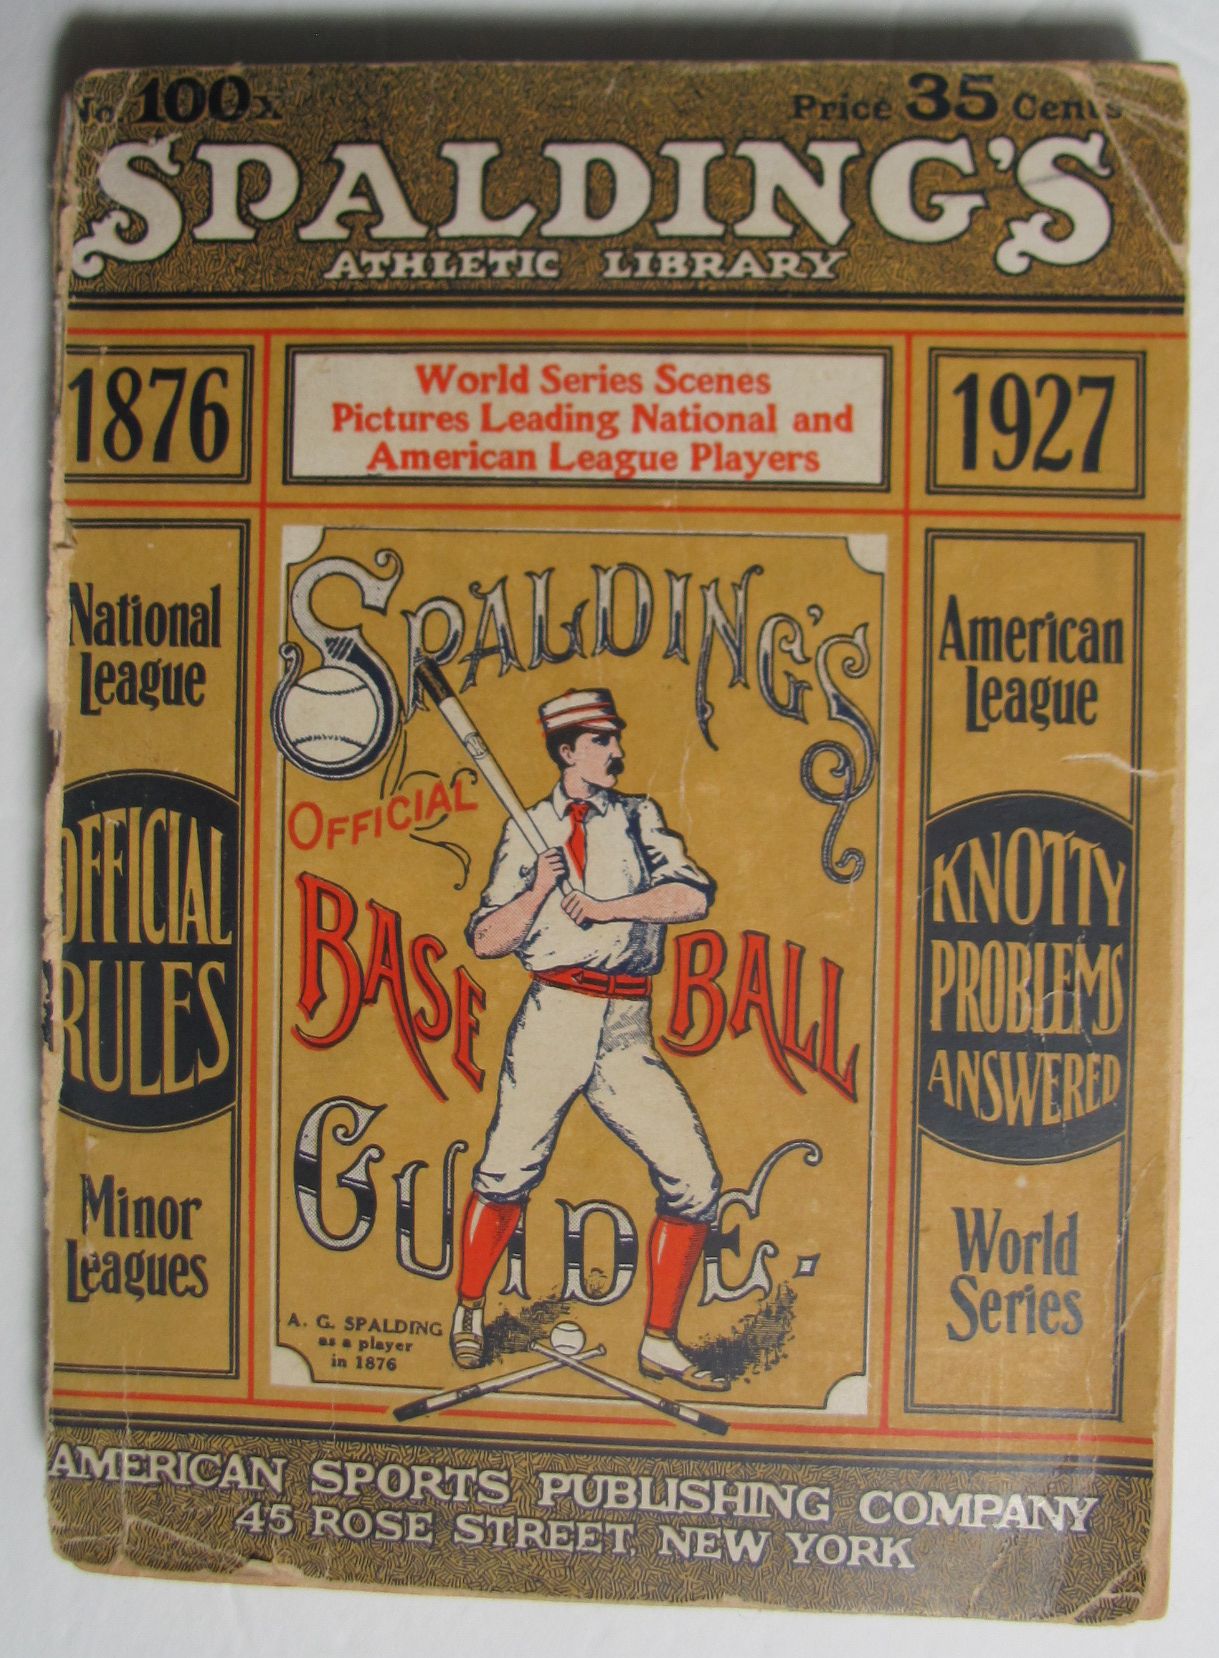 No. 100X Price 35 Cents
SPALDING'S
ATHLETIC LIBRARY
1876
World Series Scenes
Pictures Leading National and
American League Players
1927
National
League
OFFICIAL
RULES
Minor
Leagues
SPALDING'S
OFFICIAL
BASE BALL
GUIDE.
A. G. SPALDING
as a player
in 1876
American
League
KNOTTY
PROBLEMS
ANSWERED
World
Series
AMERICAN SPORTS PUBLISHING COMPANY
45 ROSE STREET, NEW YORK